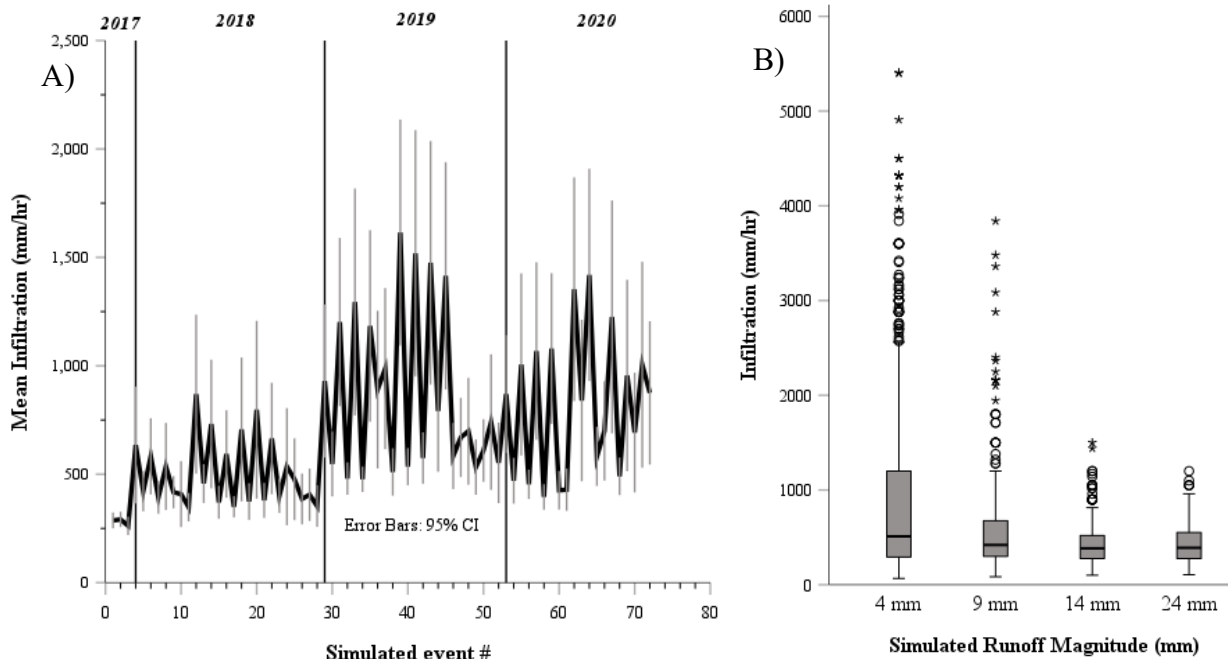 2017 2018 2019 2020
A)
2,500
2,000
1,500
1,000
500
0
Mean Infiltration (mm/hr)
Error Bars: 95% CI
0 10 20 30 40 50 60 70 80
Simulated event #
B)
6000
5000
4000
3000
2000
1000
0
Infiltration (mm/hr)
4 mm 9 mm 14 mm 24 mm
Simulated Runoff Magnitude (mm)